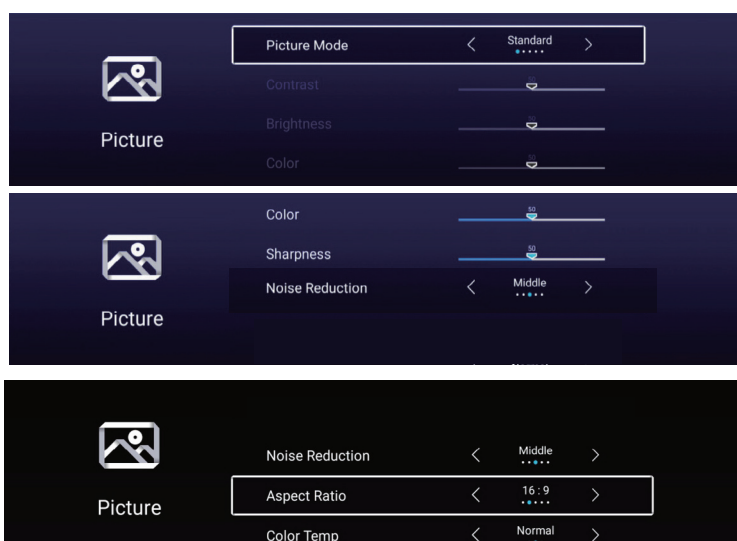 Picture Mode
Standard
Contrast
Brightness
Picture
Color
Color
50
Sharpness
50
Noise Reduction
Middle
Picture
Noise Reduction
Middle
Aspect Ratio
16 : 9
Picture
Color Temp
Normal